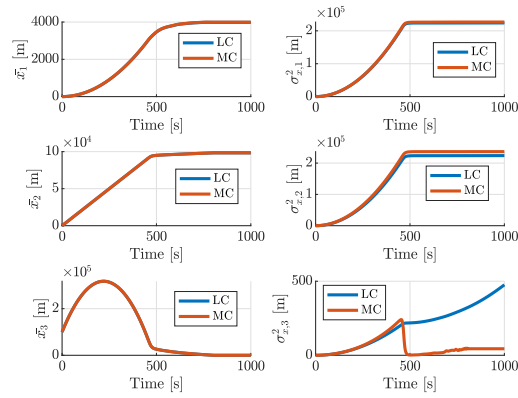 ×10⁵
4000
2000
0
x̄₁ [m]
LC
MC
0 500 1000
Time [s]
2
0
σ²ₓ,₁ [m]
LC
MC
0 500 1000
Time [s]
×10⁴
10
5
0
x̄₂ [m]
LC
MC
0 500 1000
Time [s]
×10⁵
2
0
σ²ₓ,₂ [m]
LC
MC
0 500 1000
Time [s]
×10⁵
2
0
x̄₃ [m]
LC
MC
0 500 1000
Time [s]
500
0
σ²ₓ,₃ [m]
LC
MC
0 500 1000
Time [s]